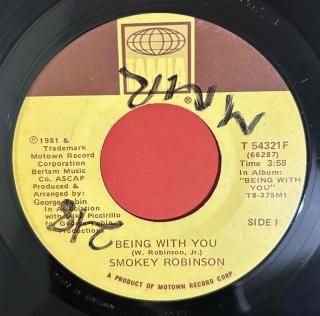 TAMLA
®
℗1981 &
Trademark
Motown Record
Corporation
Bertam Music
Co. ASCAP
Produced &
Arranged by:
George Tobin
In Association
with Mike Piccirillo
for George Tobin
Productions
T 54321F
(66287)
Time 3:58
In Album:
"BEING WITH
YOU"
T8-375M1
SIDE I
BEING WITH YOU
(W. Robinson, Jr.)
SMOKEY ROBINSON
A PRODUCT OF MOTOWN RECORD CORP.